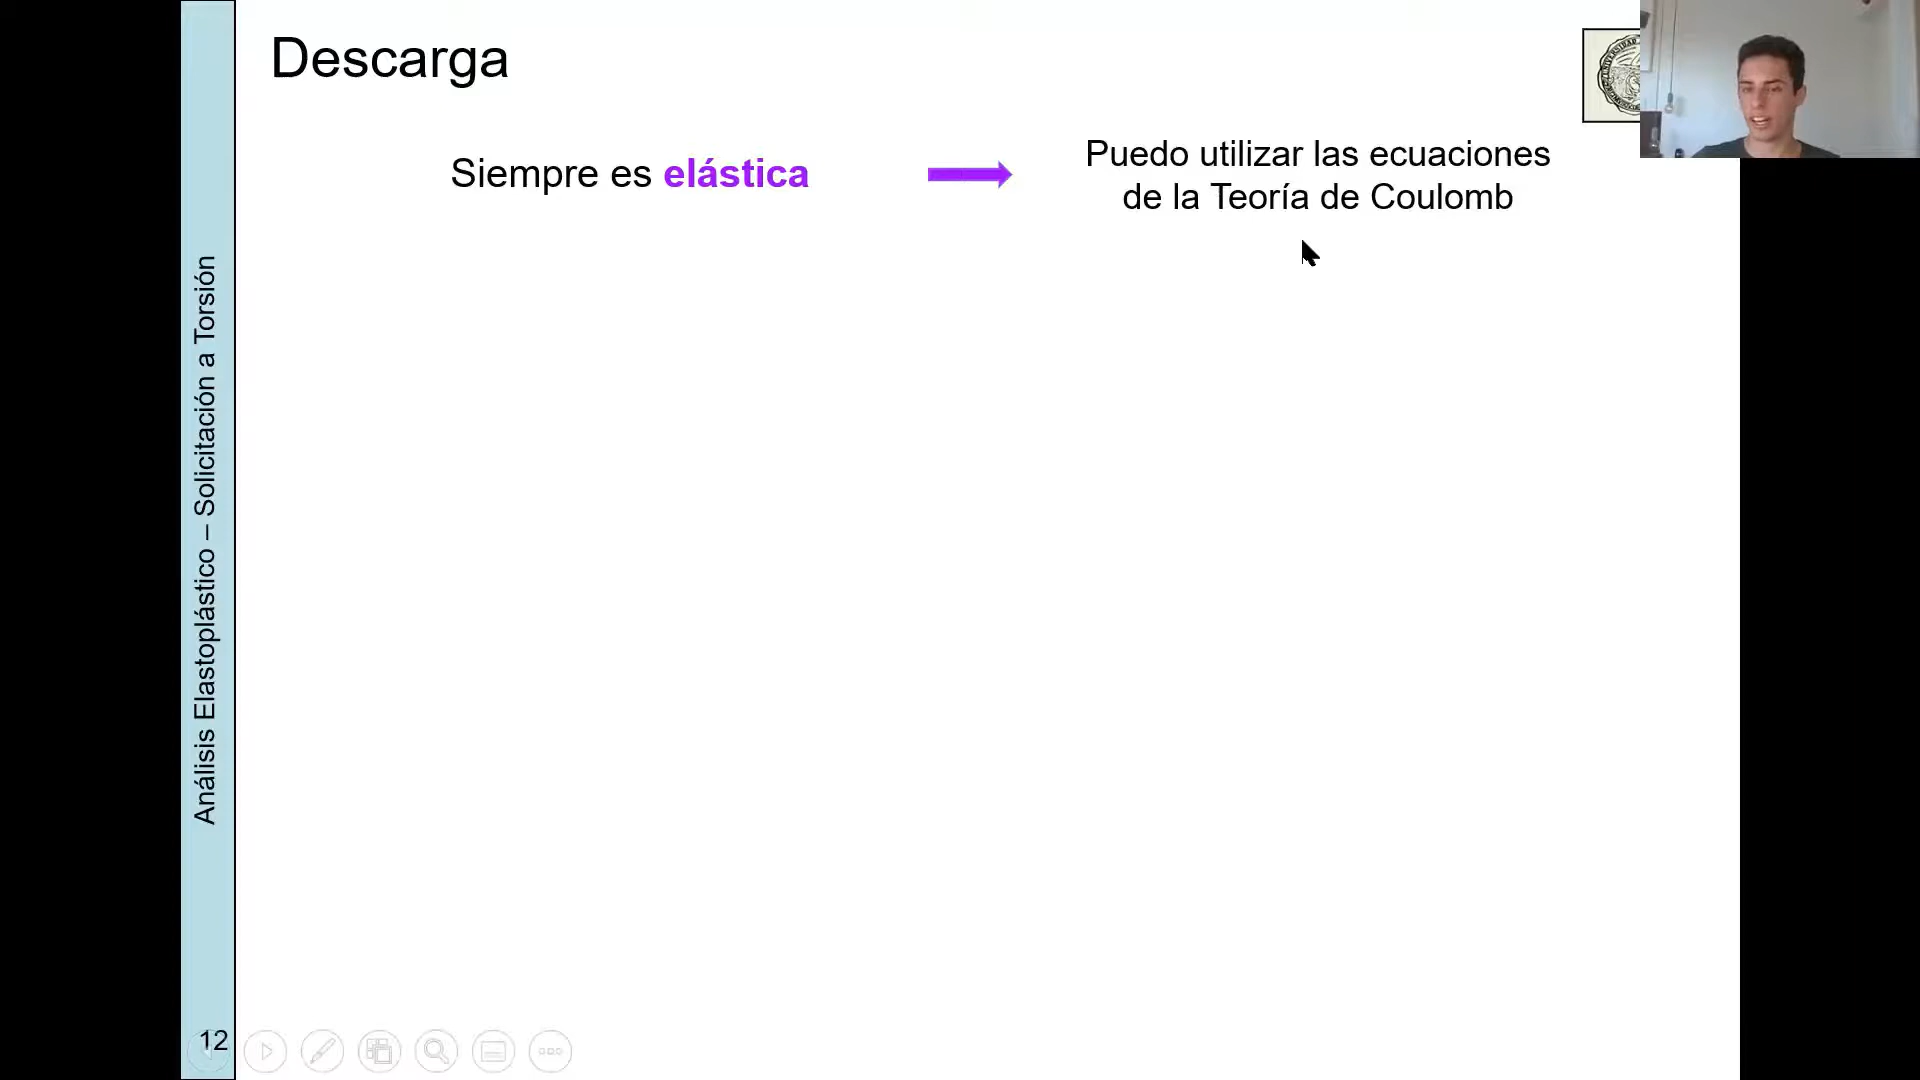 Descarga
Siempre es elástica
Puedo utilizar las ecuaciones
de la Teoría de Coulomb
Análisis Elastoplástico – Solicitación a Torsión
12